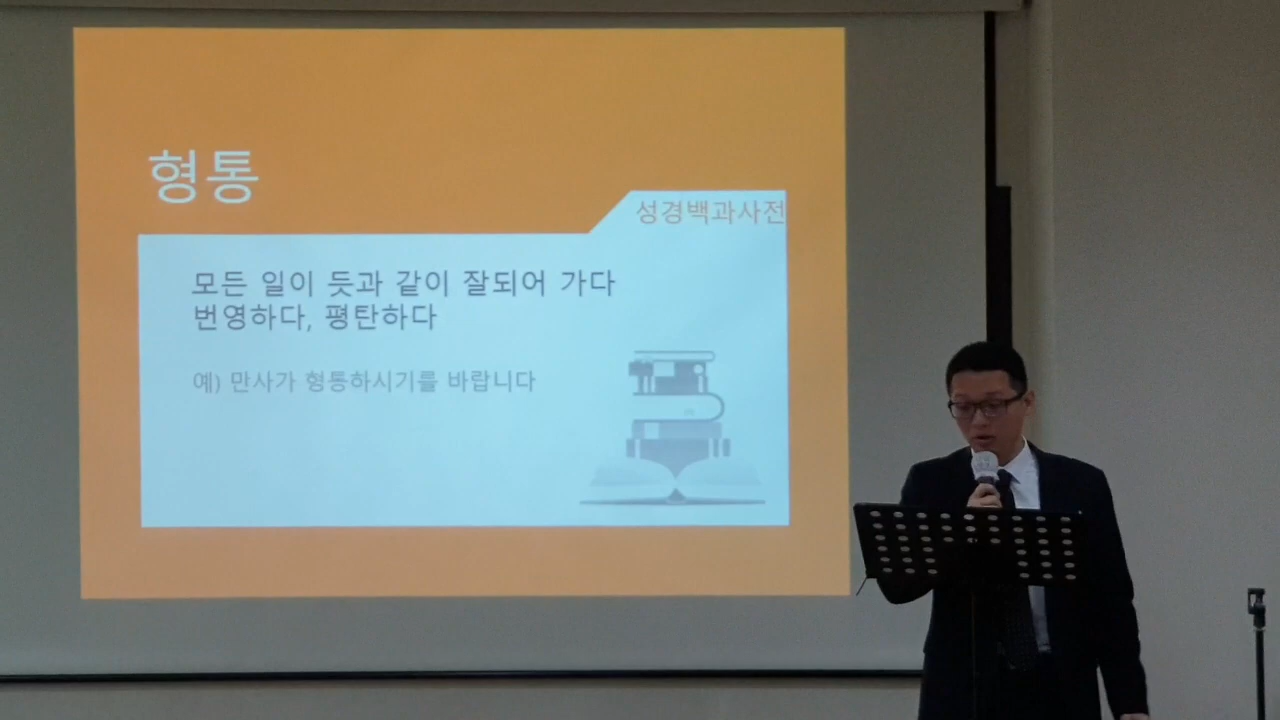 형통
성경백과사전
모든 일이 듯과 같이 잘되어 가다
번영하다, 평탄하다
예) 만사가 형통하시기를 바랍니다